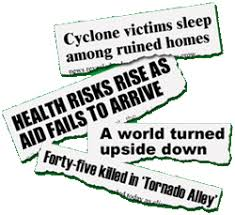 Cyclone victims sleep
among ruined homes
HEALTH RISKS RISE AS
AID FAILS TO ARRIVE
A world turned
upside down
Forty-five killed in 'Tornado Alley'